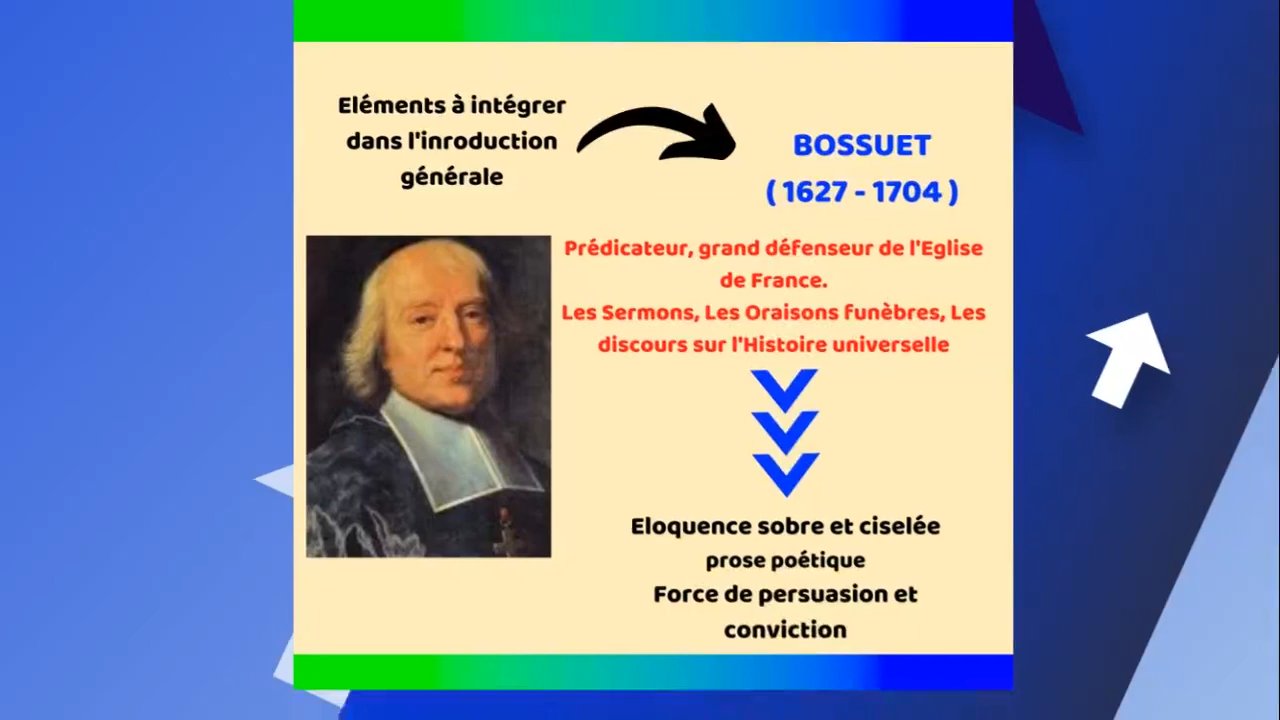 Eléments à intégrer
dans l'inroduction
générale
BOSSUET
( 1627 - 1704 )
Prédicateur, grand défenseur de l'Eglise
de France.
Les Sermons, Les Oraisons funèbres, Les
discours sur l'Histoire universelle
Eloquence sobre et ciselée
prose poétique
Force de persuasion et
conviction